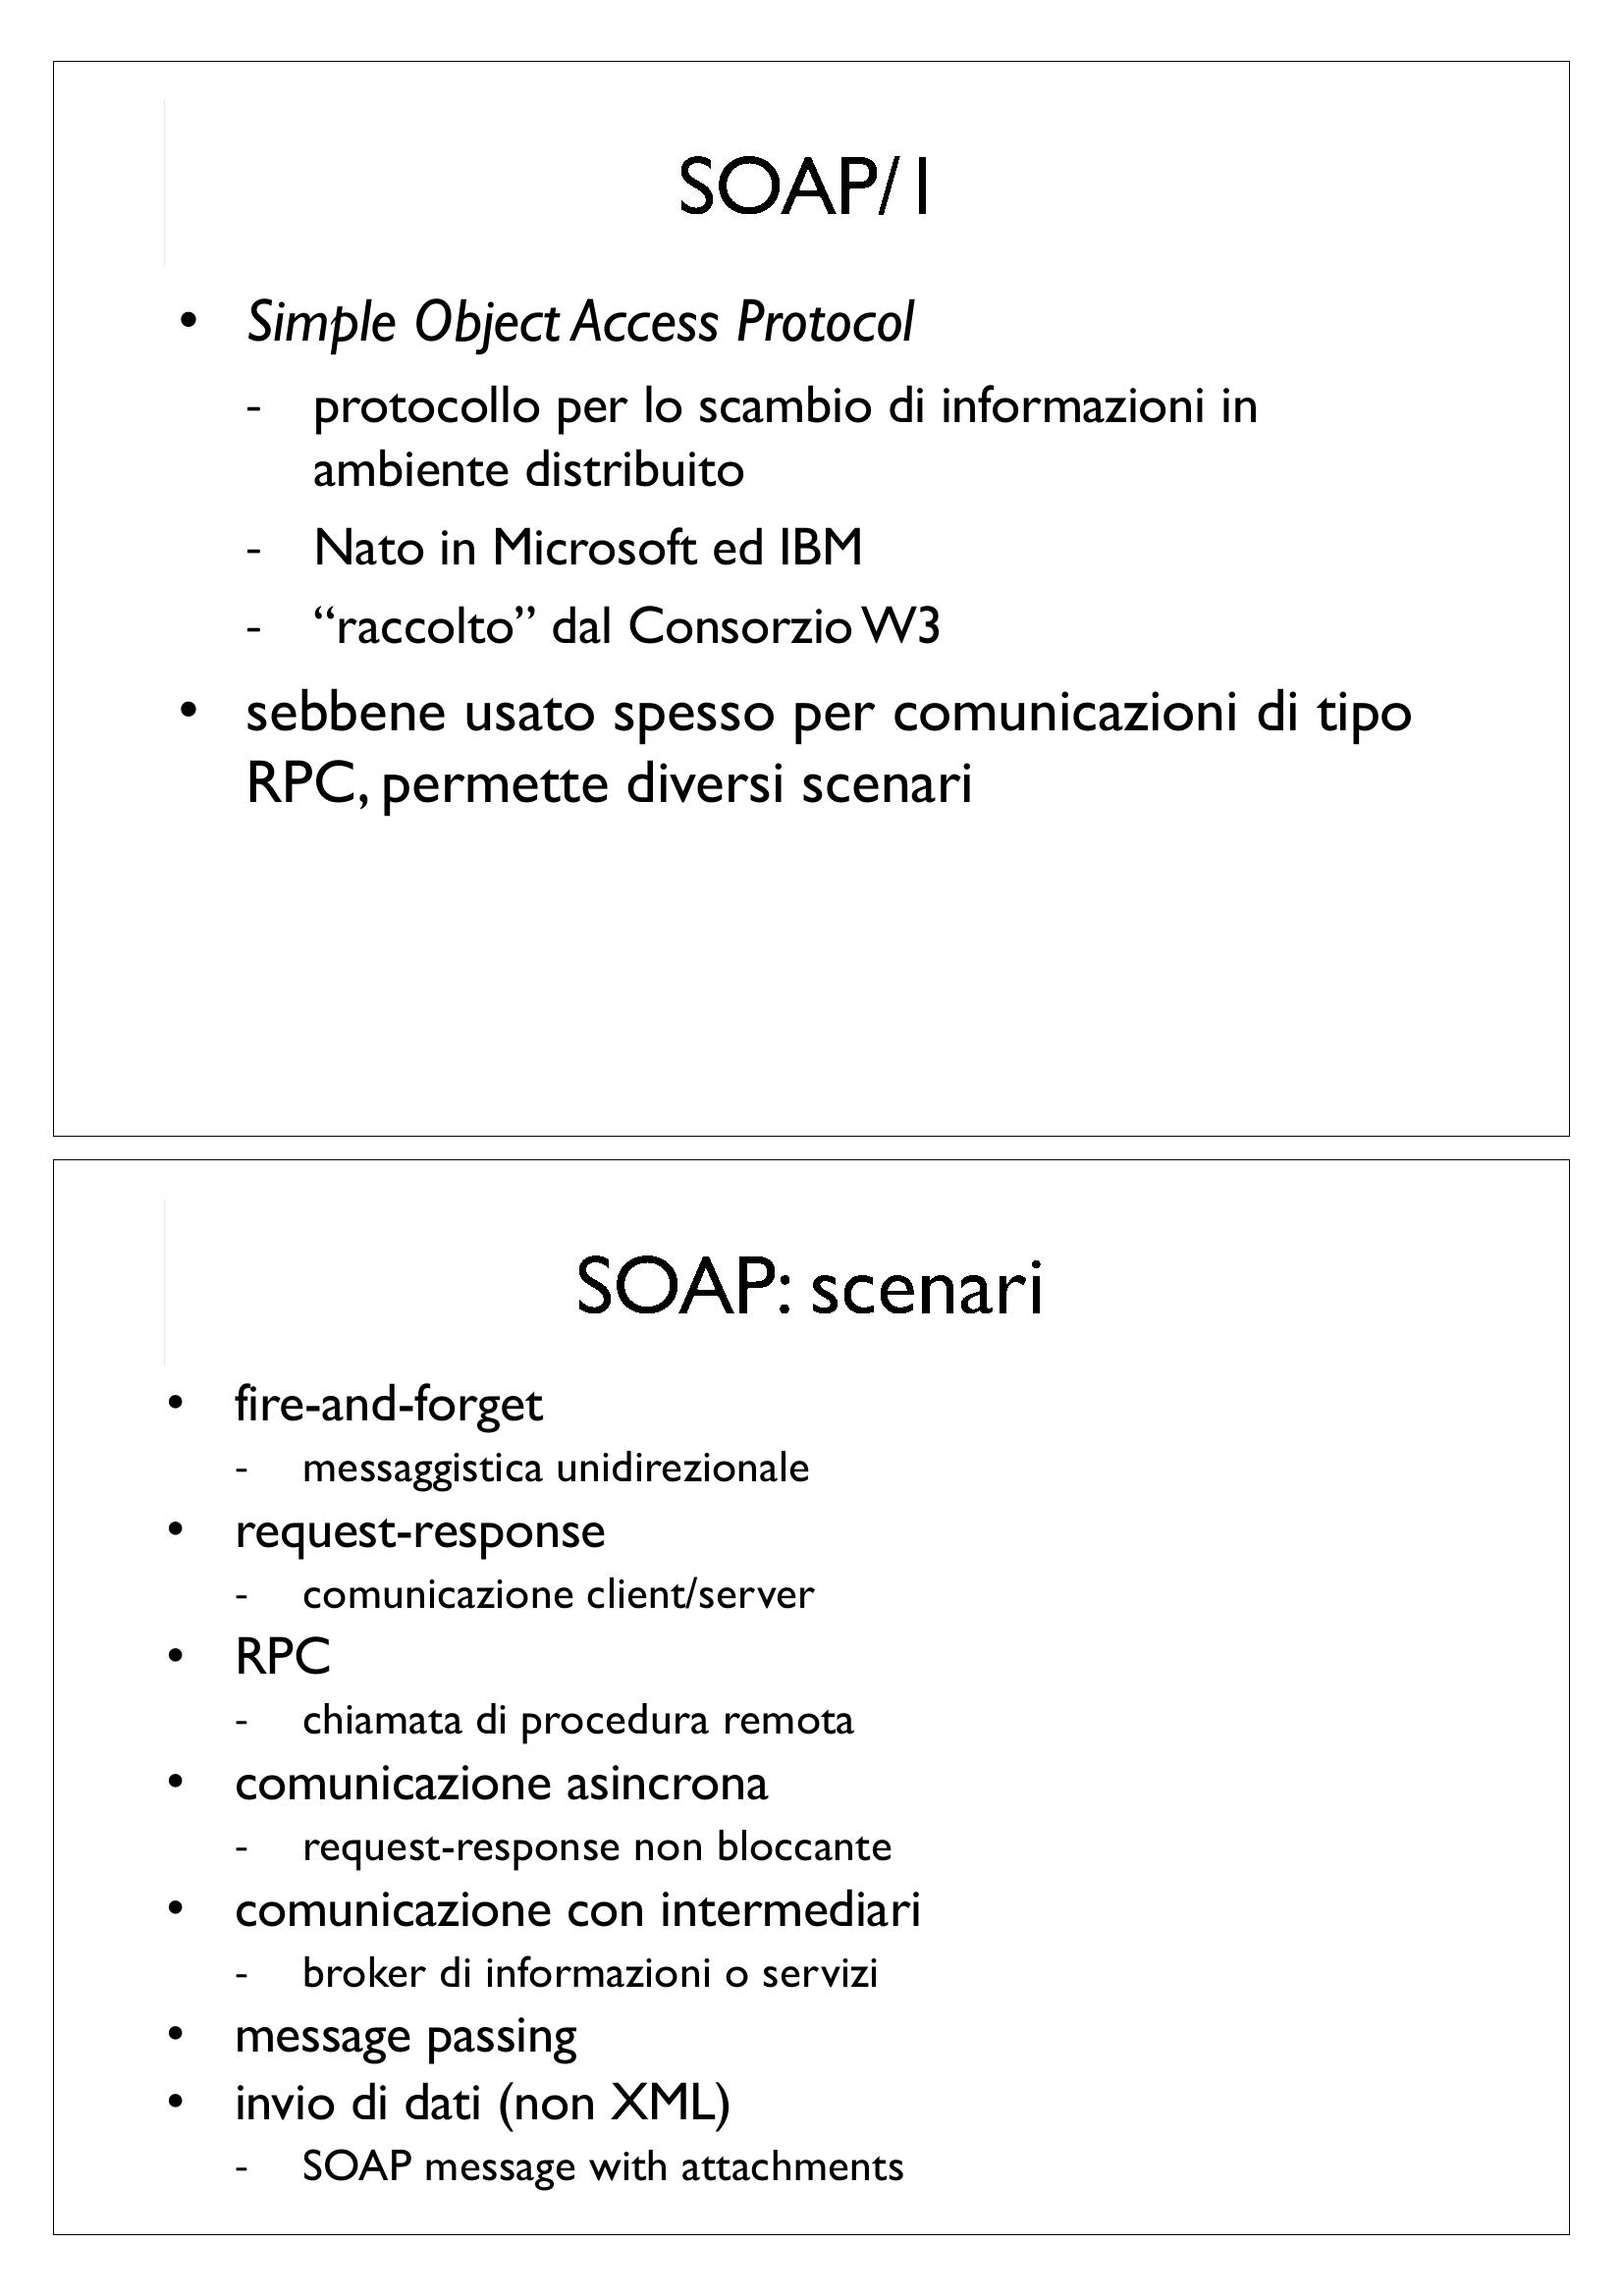 SOAP/1
• Simple Object Access Protocol
- protocollo per lo scambio di informazioni in
ambiente distribuito
- Nato in Microsoft ed IBM
- “raccolto” dal Consorzio W3
• sebbene usato spesso per comunicazioni di tipo
RPC, permette diversi scenari
SOAP: scenari
• fire-and-forget
- messaggistica unidirezionale
• request-response
- comunicazione client/server
• RPC
- chiamata di procedura remota
• comunicazione asincrona
- request-response non bloccante
• comunicazione con intermediari
- broker di informazioni o servizi
• message passing
• invio di dati (non XML)
- SOAP message with attachments